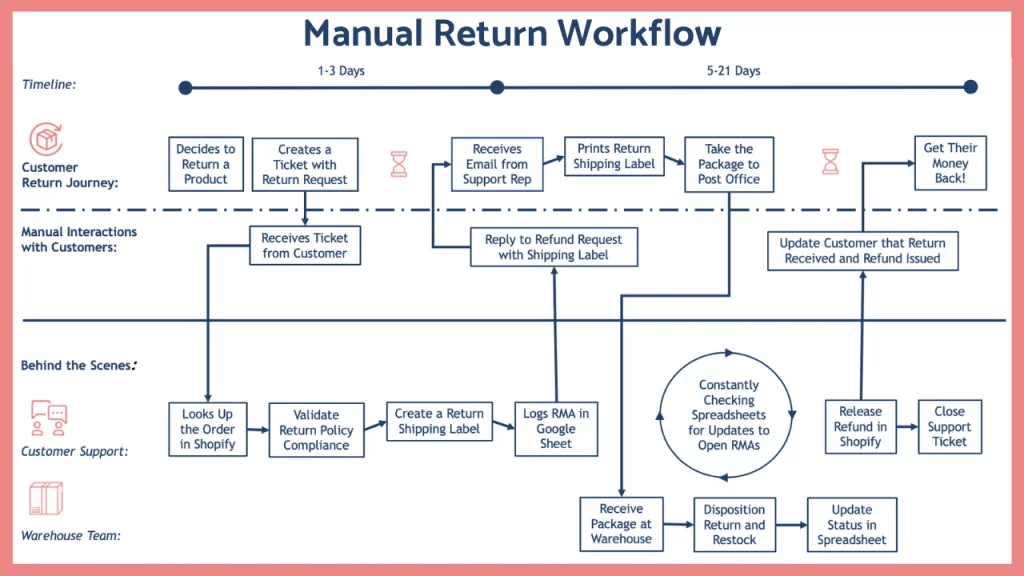 Manual Return Workflow
Timeline:
1-3 Days
5-21 Days
Customer
Return Journey:
Decides to
Return a
Product
Creates a
Ticket with
Return Request
Receives
Email from
Support Rep
Prints Return
Shipping Label
Take the
Package to
Post Office
Get Their
Money
Back!
Manual Interactions
with Customers:
Receives Ticket
from Customer
Reply to Refund Request
with Shipping Label
Update Customer that Return
Received and Refund Issued
Behind the Scenes:
Customer Support:
Looks Up
the Order
in Shopify
Validate
Return Policy
Compliance
Create a Return
Shipping Label
Logs RMA in
Google
Sheet
Constantly
Checking
Spreadsheets
for Updates to
Open RMAs
Release
Refund in
Shopify
Close
Support
Ticket
Warehouse Team:
Receive
Package at
Warehouse
Disposition
Return and
Restock
Update
Status in
Spreadsheet